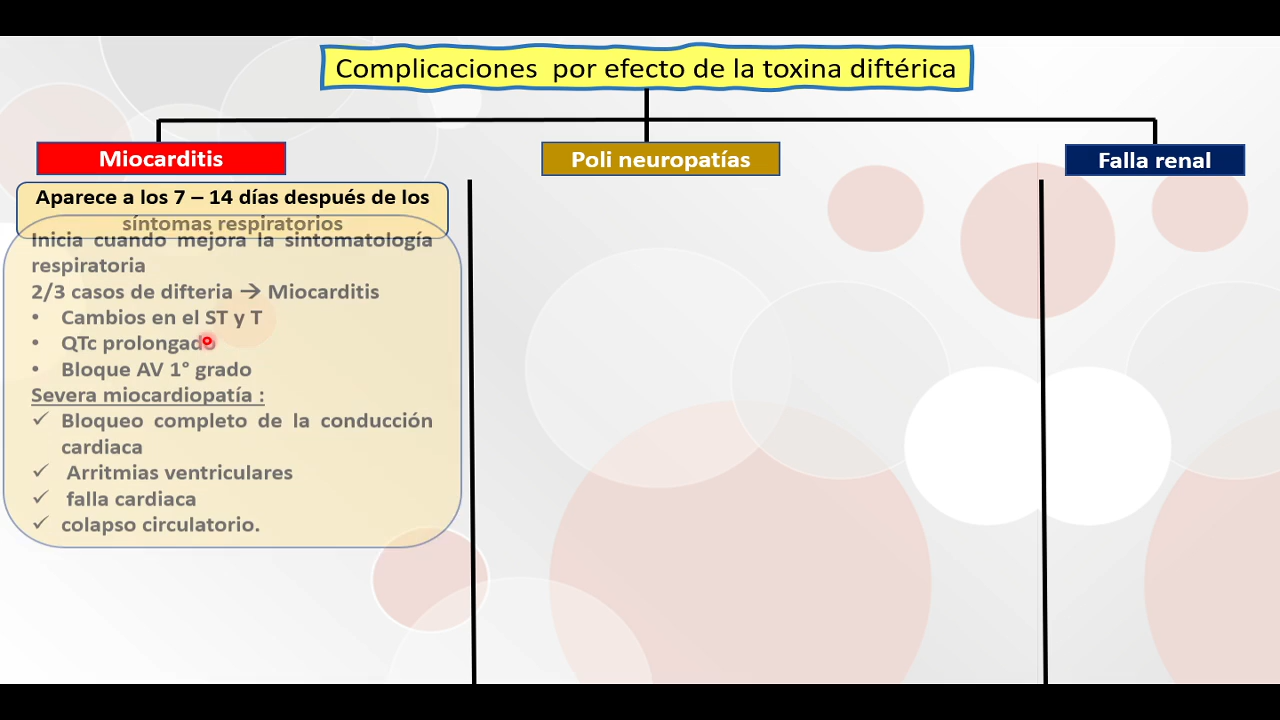 Complicaciones por efecto de la toxina diftérica
Miocarditis
Poli neuropatías
Falla renal
Aparece a los 7 – 14 días después de los
síntomas respiratorios
Inicia cuando mejora la sintomatología
respiratoria
2/3 casos de difteria → Miocarditis
• Cambios en el ST y T
• QTc prolongado
• Bloque AV 1° grado
Severa miocardiopatía :
✓ Bloqueo completo de la conducción
cardiaca
✓ Arritmias ventriculares
✓ falla cardiaca
✓ colapso circulatorio.